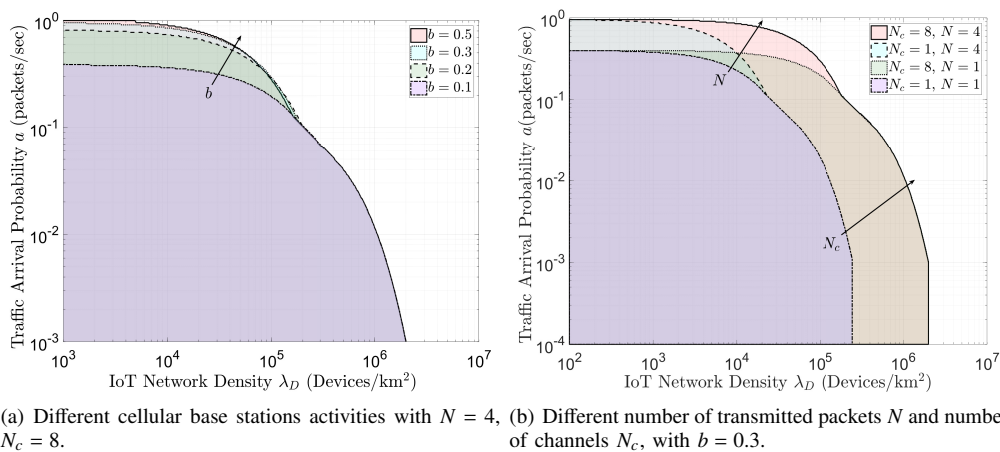 Traffic Arrival Probability a (packets/sec)
10^0
10^-1
10^-2
10^-3
10^3
10^4
10^5
10^6
10^7
IoT Network Density λ_D (Devices/km²)
b
b = 0.5
b = 0.3
b = 0.2
b = 0.1
(a) Different cellular base stations activities with N = 4,
N_c = 8.
Traffic Arrival Probability a(packets/sec)
10^0
10^-1
10^-2
10^-3
10^-4
10^2
10^3
10^4
10^5
10^6
10^7
IoT Network Density λ_D (Devices/km²)
N
N_c
N_c = 8, N = 4
N_c = 1, N = 4
N_c = 8, N = 1
N_c = 1, N = 1
(b) Different number of transmitted packets N and numbe
of channels N_c, with b = 0.3.